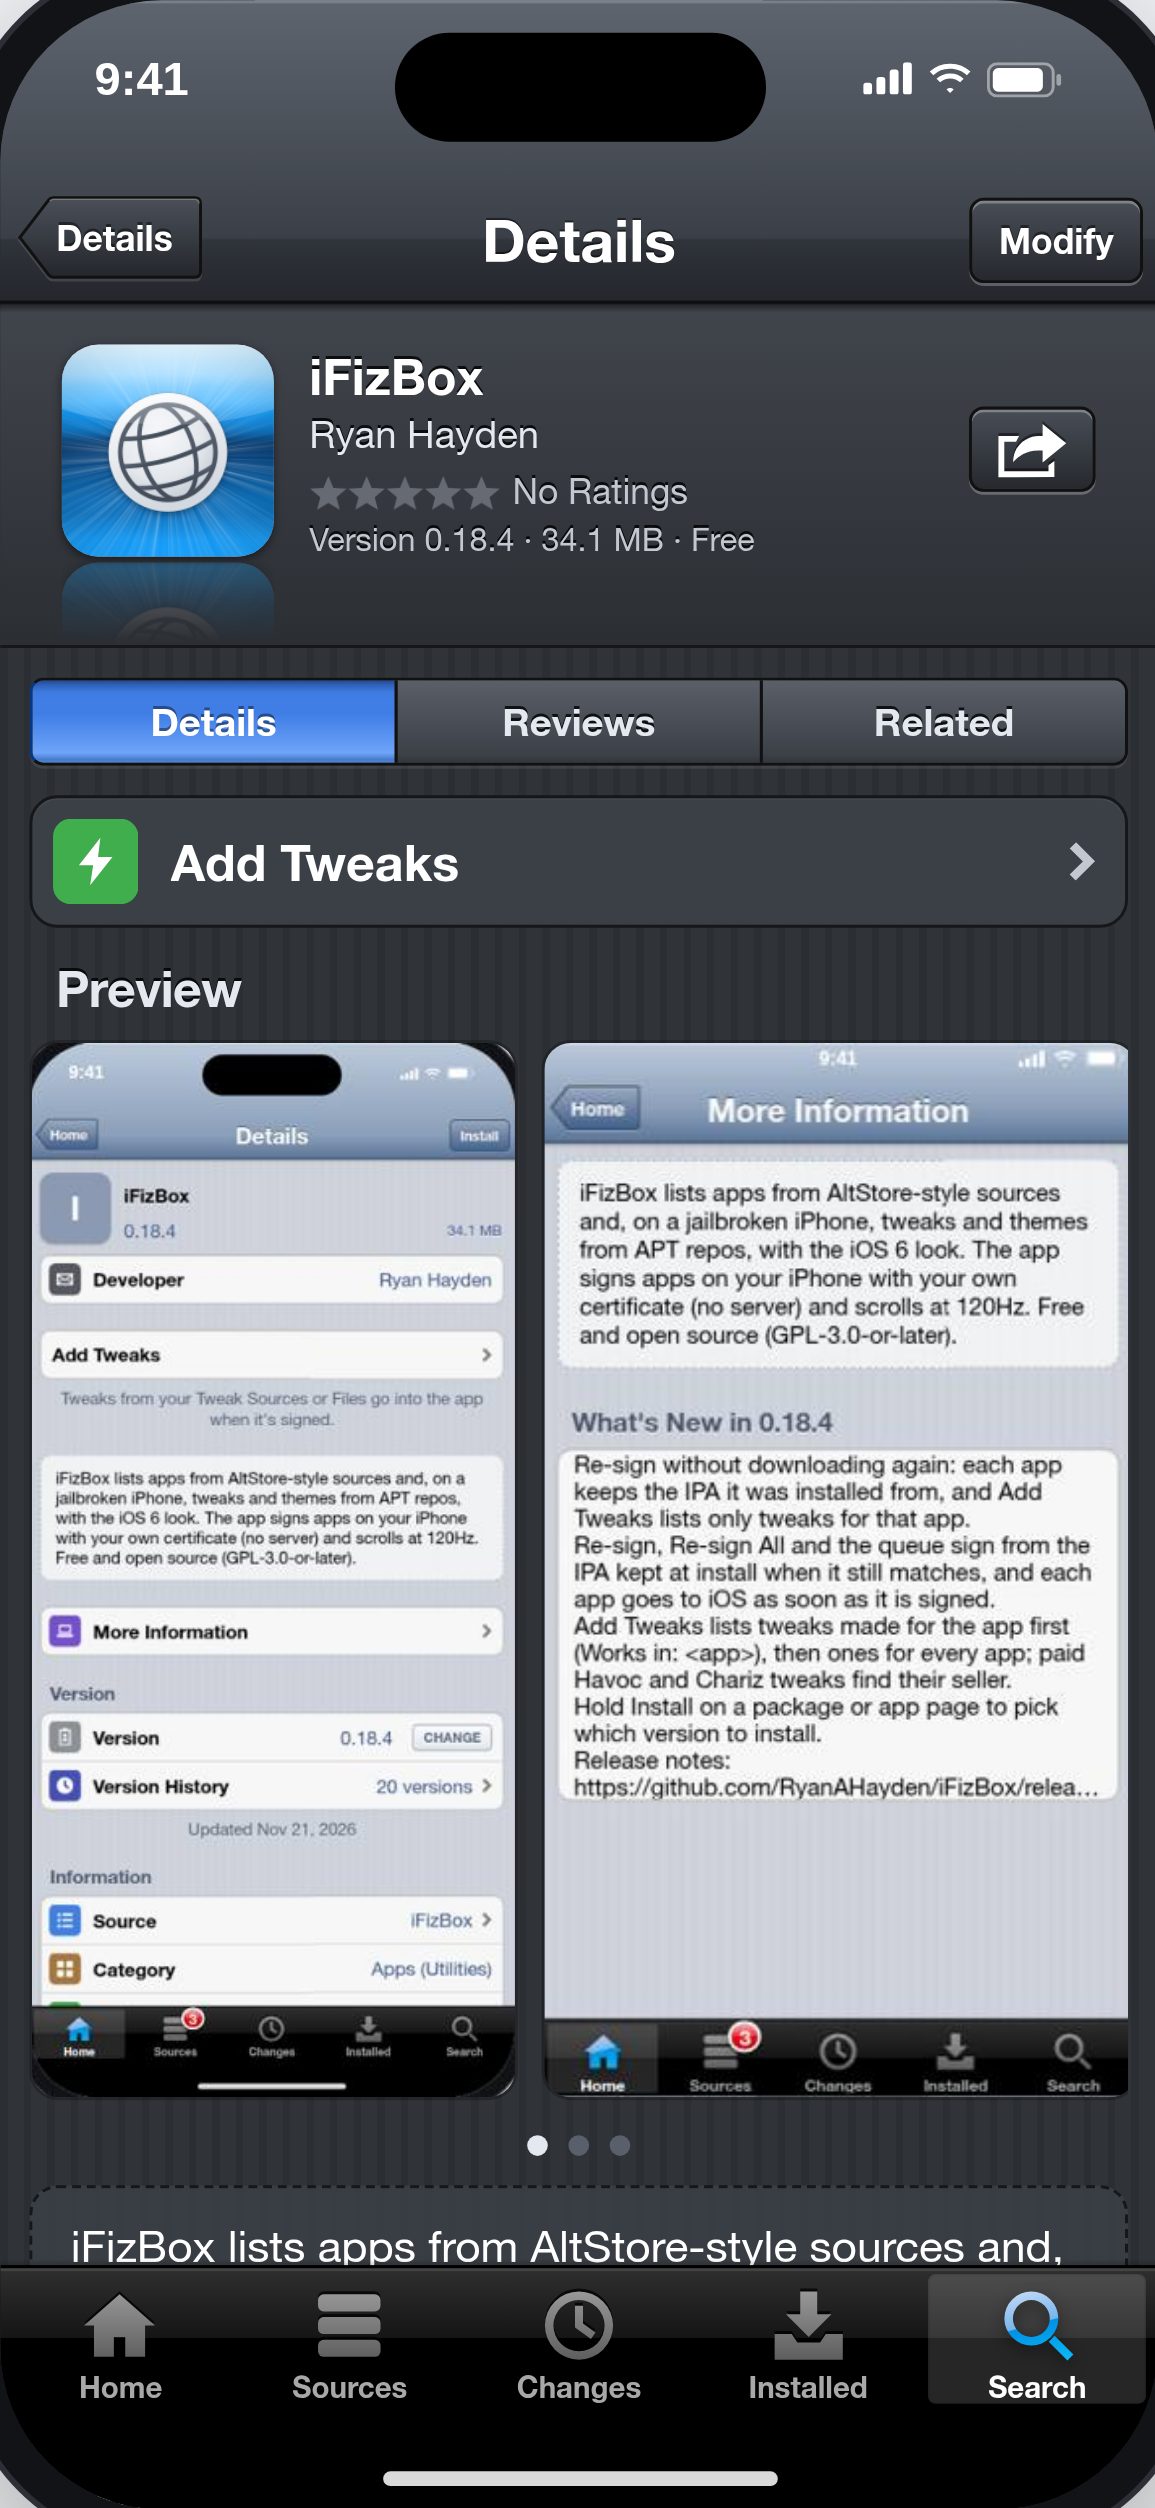 9:41
Details
Details
Modify
iFizBox
Ryan Hayden
No Ratings
Version 0.18.4 · 34.1 MB · Free
Details
Reviews
Related
Add Tweaks
Preview
9:41
Home
Details
Install
I
iFizBox
0.18.4
34.1 MB
Developer
Ryan Hayden
Add Tweaks
Tweaks from your Tweak Sources or Files go into the app
when it's signed.
iFizBox lists apps from AltStore-style sources and, on a
jailbroken iPhone, tweaks and themes from APT repos,
with the iOS 6 look. The app signs apps on your iPhone
with your own certificate (no server) and scrolls at 120Hz.
Free and open source (GPL-3.0-or-later).
More Information
Version
Version
0.18.4
CHANGE
Version History
20 versions
Updated Nov 21, 2026
Information
Source
iFizBox
Category
Apps (Utilities)
3
Home
Sources
Changes
Installed
Search
9:41
Home
More Information
iFizBox lists apps from AltStore-style sources
and, on a jailbroken iPhone, tweaks and themes
from APT repos, with the iOS 6 look. The app
signs apps on your iPhone with your own
certificate (no server) and scrolls at 120Hz. Free
and open source (GPL-3.0-or-later).
What's New in 0.18.4
Re-sign without downloading again: each app
keeps the IPA it was installed from, and Add
Tweaks lists only tweaks for that app.
Re-sign, Re-sign All and the queue sign from the
IPA kept at install when it still matches, and each
app goes to iOS as soon as it is signed.
Add Tweaks lists tweaks made for the app first
(Works in: <app>), then ones for every app; paid
Havoc and Chariz tweaks find their seller.
Hold Install on a package or app page to pick
which version to install.
Release notes:
https://github.com/RyanAHayden/iFizBox/relea...
3
Home
Sources
Changes
Installed
Search
iFizBox lists apps from AltStore-style sources and,
Home
Sources
Changes
Installed
Search